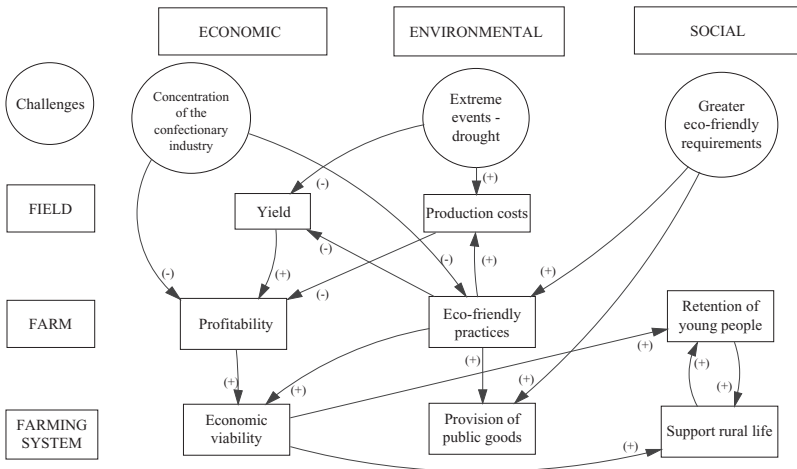 ECONOMIC
ENVIRONMENTAL
SOCIAL
Challenges
Concentration
of the
confectionary
industry
Extreme
events -
drought
Greater
eco-friendly
requirements
(-)
(+)
FIELD
Yield
Production costs
(-)
(-)
(+)
(+)
(-)
(+)
(-)
FARM
Profitability
Eco-friendly
practices
Retention of
young people
(+)
(+)
(+)
(+)
(+)
(+)
(+)
FARMING
SYSTEM
Economic
viability
Provision of
public goods
Support rural life
(+)